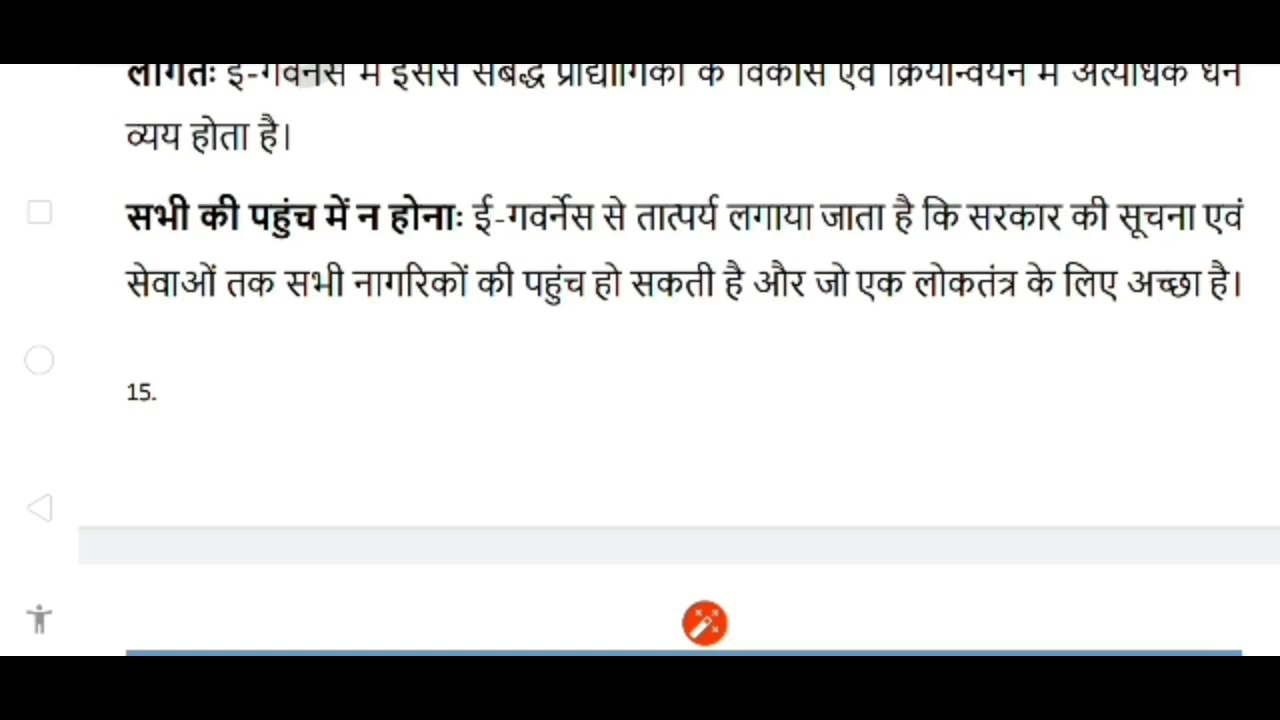 लागतः ई-गवर्नेंस में इससे संबद्ध प्रौद्योगिकी के विकास एवं क्रियान्वयन में अत्यधिक धन
व्यय होता है।
सभी की पहुंच में न होनाः ई-गवर्नेस से तात्पर्य लगाया जाता है कि सरकार की सूचना एवं
सेवाओं तक सभी नागरिकों की पहुंच हो सकती है और जो एक लोकतंत्र के लिए अच्छा है।
15.